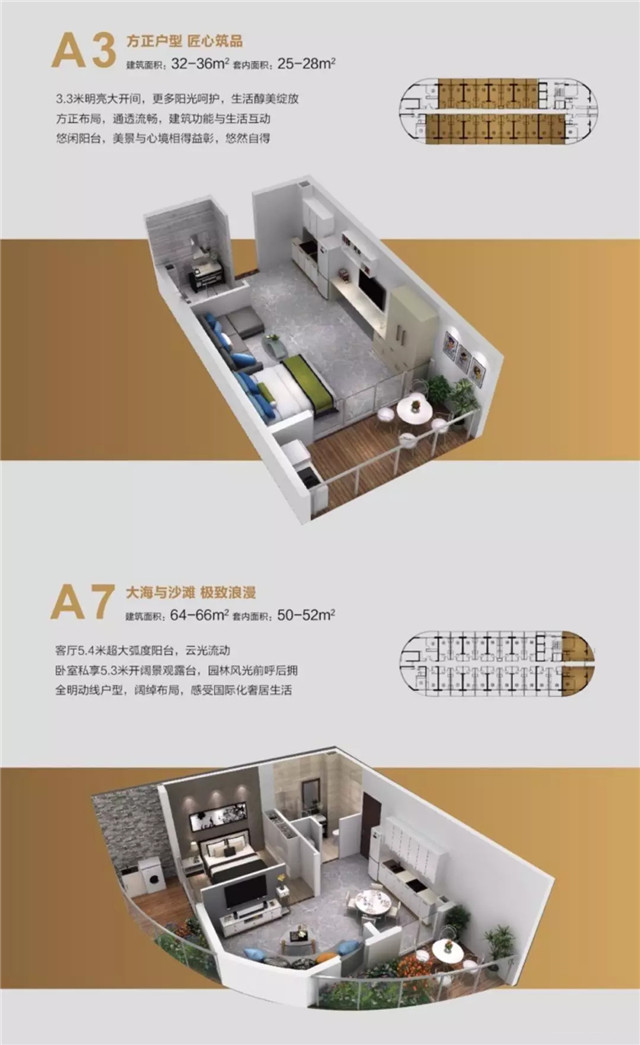 A3
方正户型 匠心筑品
建筑面积：32-36m² 套内面积：25-28m²
3.3米明亮大开间，更多阳光呵护，生活醇美绽放
方正布局，通透流畅，建筑功能与生活互动
悠闲阳台，美景与心境相得益彰，悠然自得
A7
大海与沙滩 极致浪漫
建筑面积：64-66m² 套内面积：50-52m²
客厅5.4米超大弧度阳台，云光流动
卧室私享5.3米开阔景观露台，园林风光前呼后拥
全明动线户型，阔绰布局，感受国际化奢居生活